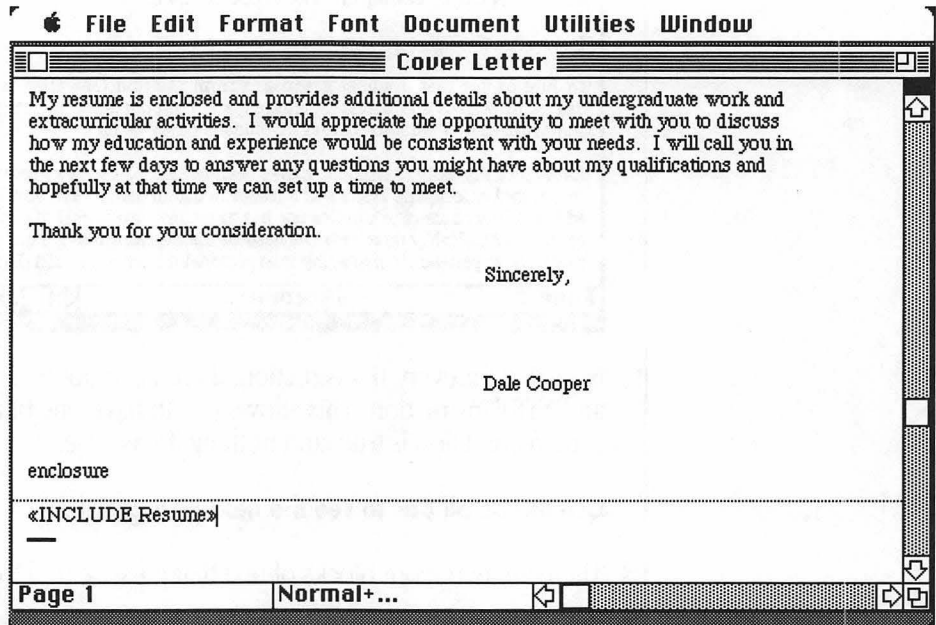 File Edit Format Font Document Utilities Window
Cover Letter
My resume is enclosed and provides additional details about my undergraduate work and
extracurricular activities. I would appreciate the opportunity to meet with you to discuss
how my education and experience would be consistent with your needs. I will call you in
the next few days to answer any questions you might have about my qualifications and
hopefully at that time we can set up a time to meet.
Thank you for your consideration.
Sincerely,
Dale Cooper
enclosure
«INCLUDE Resume»
Page 1 Normal+...